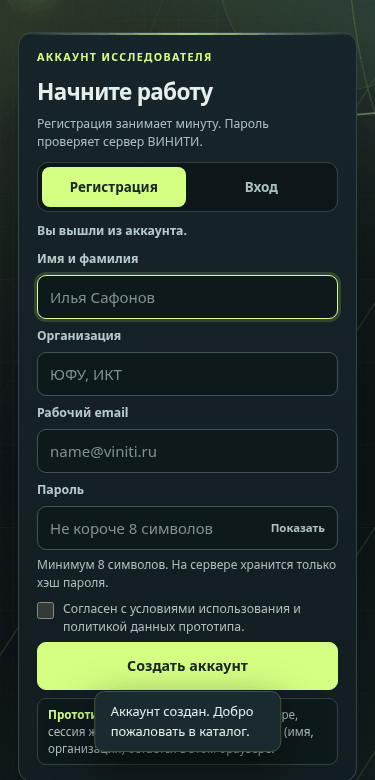 АККАУНТ ИССЛЕДОВАТЕЛЯ
Начните работу
Регистрация занимает минуту. Пароль
проверяет сервер ВИНИТИ.
Регистрация Вход
Вы вышли из аккаунта.
Имя и фамилия
Илья Сафонов
Организация
ЮФУ, ИКТ
Рабочий email
name@viniti.ru
Пароль
Не короче 8 символов Показать
Минимум 8 символов. На сервере хранится только
хэш пароля.
Согласен с условиями использования и
политикой данных прототипа.
Создать аккаунт
Аккаунт создан. Добро
пожаловать в каталог.
сессия (имя,